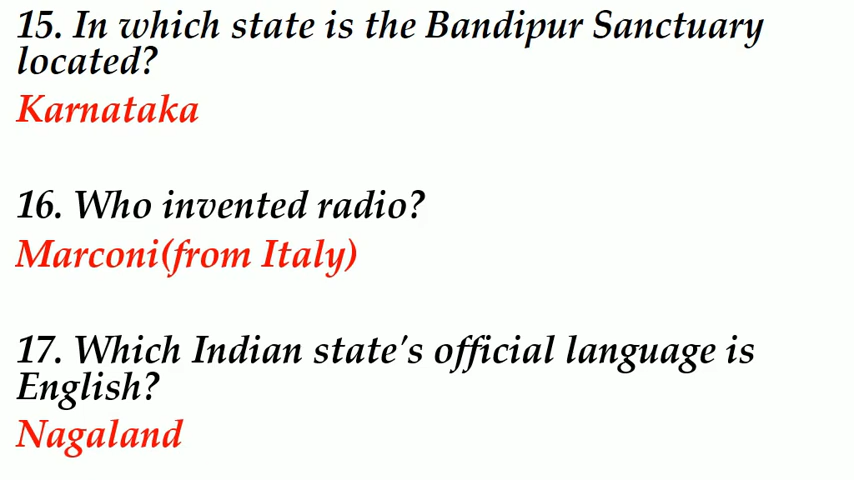 15. In which state is the Bandipur Sanctuary
located?
Karnataka
16. Who invented radio?
Marconi(from Italy)
17. Which Indian state's official language is
English?
Nagaland